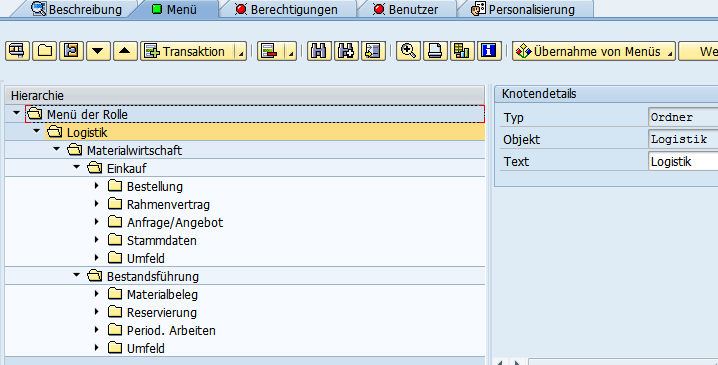 Beschreibung Menü Berechtigungen Benutzer Personalisierung
Transaktion Übernahme von Menüs We
Hierarchie
Menü der Rolle
Logistik
Materialwirtschaft
Einkauf
Bestellung
Rahmenvertrag
Anfrage/Angebot
Stammdaten
Umfeld
Bestandsführung
Materialbeleg
Reservierung
Period. Arbeiten
Umfeld
Knotendetails
Typ Ordner
Objekt Logistik
Text Logistik